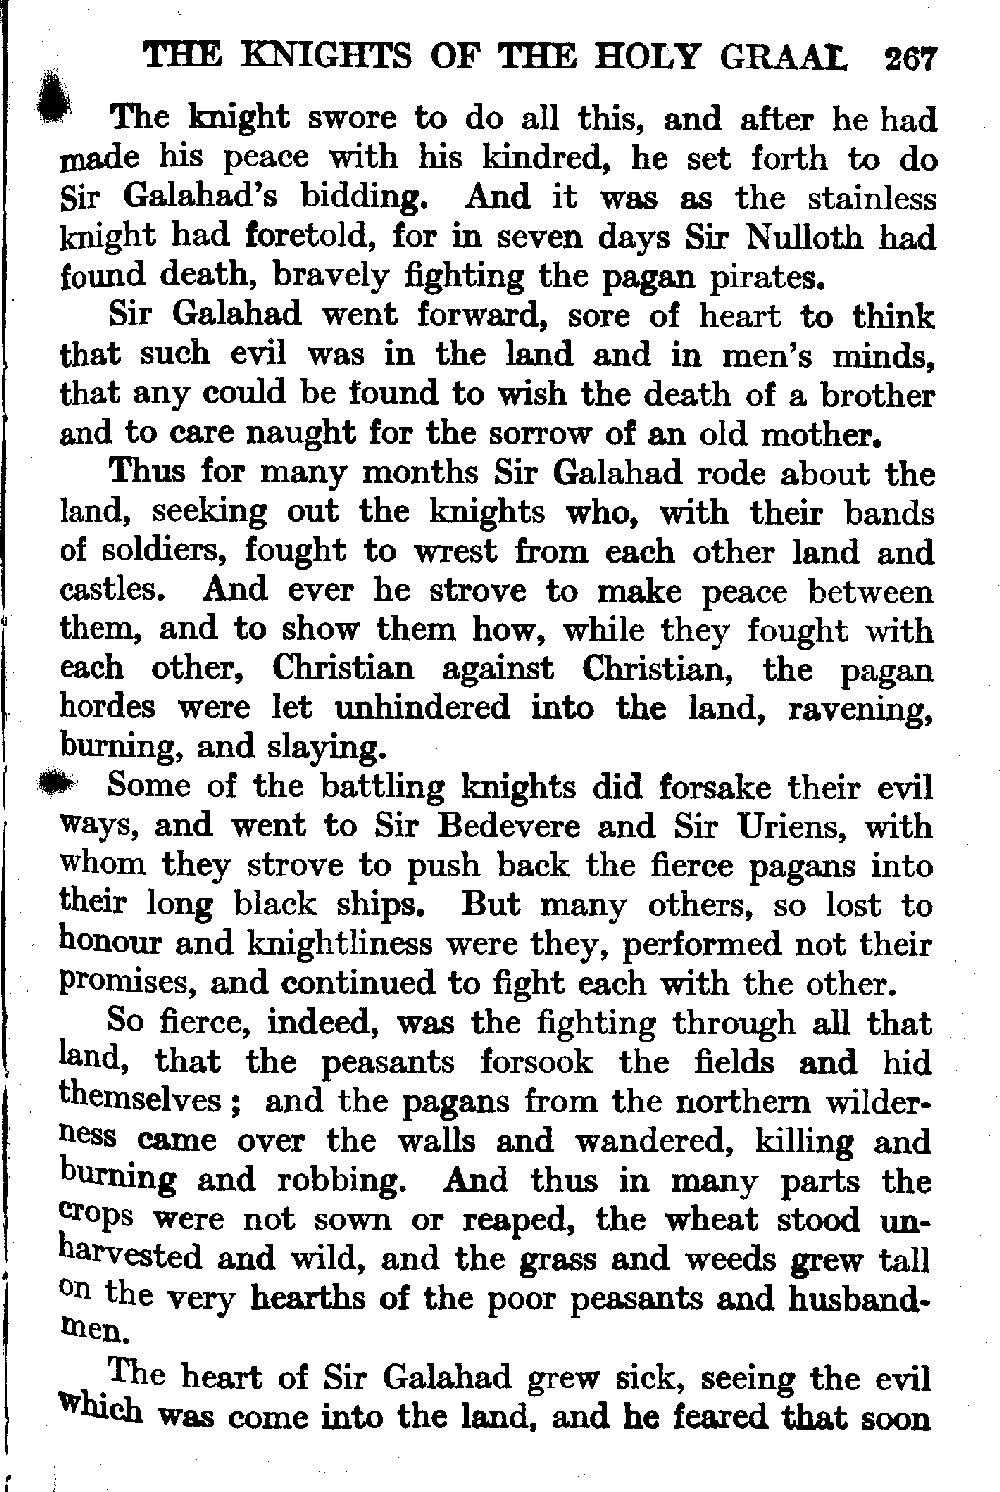 THE KNIGHTS OF THE HOLY GRAAL 267
The knight swore to do all this, and after he had
made his peace with his kindred, he set forth to do
Sir Galahad's bidding. And it was as the stainless
knight had foretold, for in seven days Sir Nulloth had
found death, bravely fighting the pagan pirates.
Sir Galahad went forward, sore of heart to think
that such evil was in the land and in men's minds,
that any could be found to wish the death of a brother
and to care naught for the sorrow of an old mother.
Thus for many months Sir Galahad rode about the
land, seeking out the knights who, with their bands
of soldiers, fought to wrest from each other land and
castles. And ever he strove to make peace between
them, and to show them how, while they fought with
each other, Christian against Christian, the pagan
hordes were let unhindered into the land, ravening,
burning, and slaying.
Some of the battling knights did forsake their evil
ways, and went to Sir Bedevere and Sir Uriens, with
whom they strove to push back the fierce pagans into
their long black ships. But many others, so lost to
honour and knightliness were they, performed not their
promises, and continued to fight each with the other.
So fierce, indeed, was the fighting through all that
land, that the peasants forsook the fields and hid
themselves ; and the pagans from the northern wilder-
ness came over the walls and wandered, killing and
burning and robbing. And thus in many parts the
crops were not sown or reaped, the wheat stood un-
harvested and wild, and the grass and weeds grew tall
on the very hearths of the poor peasants and husband-
men.
The heart of Sir Galahad grew sick, seeing the evil
which was come into the land, and he feared that soon